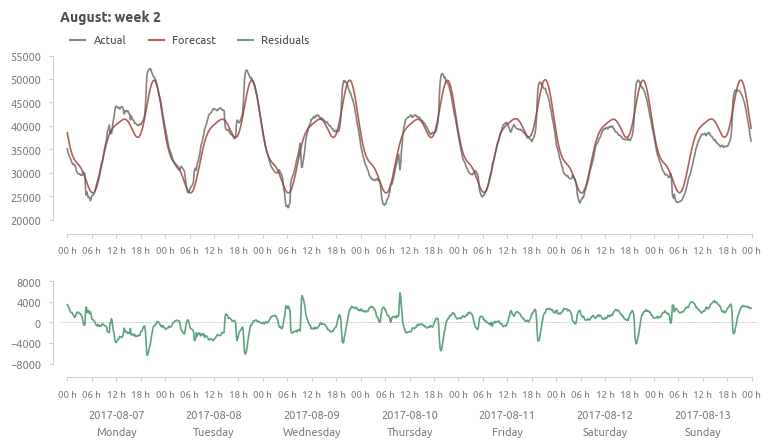 August: week 2
Actual Forecast Residuals
55000
50000
45000
40000
35000
30000
25000
20000
00 h 06 h 12 h 18 h 00 h 06 h 12 h 18 h 00 h 06 h 12 h 18 h 00 h 06 h 12 h 18 h 00 h 06 h 12 h 18 h 00 h 06 h 12 h 18 h 00 h 06 h 12 h 18 h 00 h
8000
4000
0
−4000
−8000
00 h 06 h 12 h 18 h 00 h 06 h 12 h 18 h 00 h 06 h 12 h 18 h 00 h 06 h 12 h 18 h 00 h 06 h 12 h 18 h 00 h 06 h 12 h 18 h 00 h 06 h 12 h 18 h 00 h
2017-08-07 2017-08-08 2017-08-09 2017-08-10 2017-08-11 2017-08-12 2017-08-13
Monday Tuesday Wednesday Thursday Friday Saturday Sunday